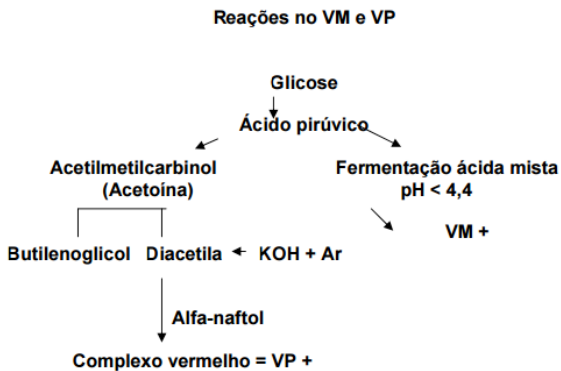 Reações no VM e VP
Glicose
Ácido pirúvico
Acetilmetilcarbinol
(Acetoína)
Fermentação ácida mista
pH < 4,4
VM +
Butilenoglicol Diacetila KOH + Ar
Alfa-naftol
Complexo vermelho = VP +